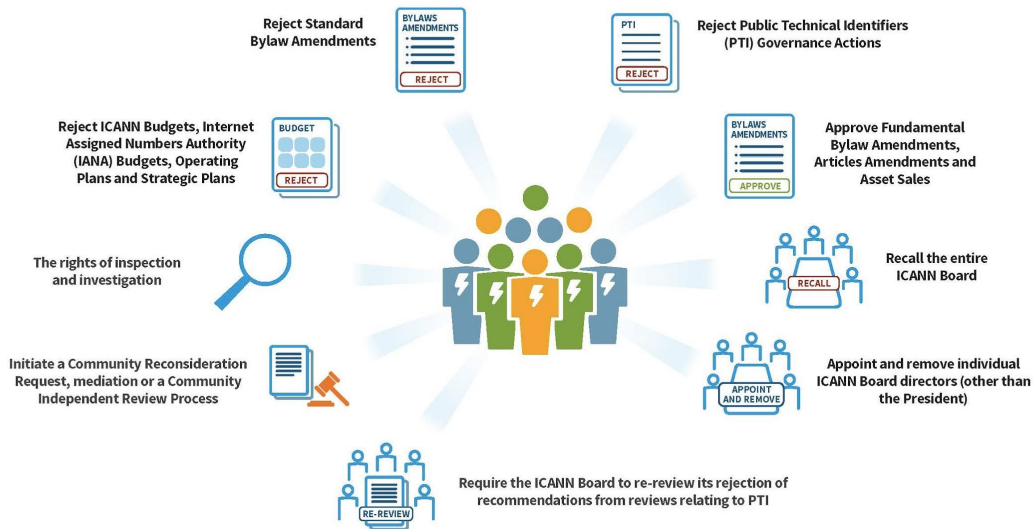 Reject Standard
Bylaw Amendments
BYLAWS
AMENDMENTS
REJECT
PTI
REJECT
Reject Public Technical Identifiers
(PTI) Governance Actions
Reject ICANN Budgets, Internet
Assigned Numbers Authority
(IANA) Budgets, Operating
Plans and Strategic Plans
BUDGET
REJECT
BYLAWS
AMENDMENTS
APPROVE
Approve Fundamental
Bylaw Amendments,
Articles Amendments and
Asset Sales
The rights of inspection
and investigation
RECALL
Recall the entire
ICANN Board
Initiate a Community Reconsideration
Request, mediation or a Community
Independent Review Process
APPOINT
AND REMOVE
Appoint and remove individual
ICANN Board directors (other than
the President)
RE-REVIEW
Require the ICANN Board to re-review its rejection of
recommendations from reviews relating to PTI